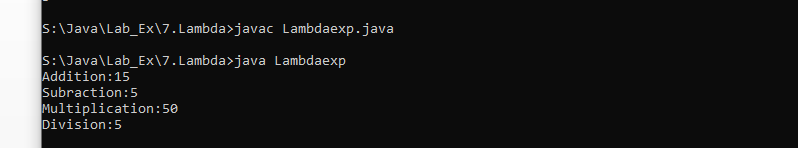 S:\Java\Lab_Ex\7.Lambda>javac Lambdaexp.java
S:\Java\Lab_Ex\7.Lambda>java Lambdaexp
Addition:15
Subraction:5
Multiplication:50
Division:5